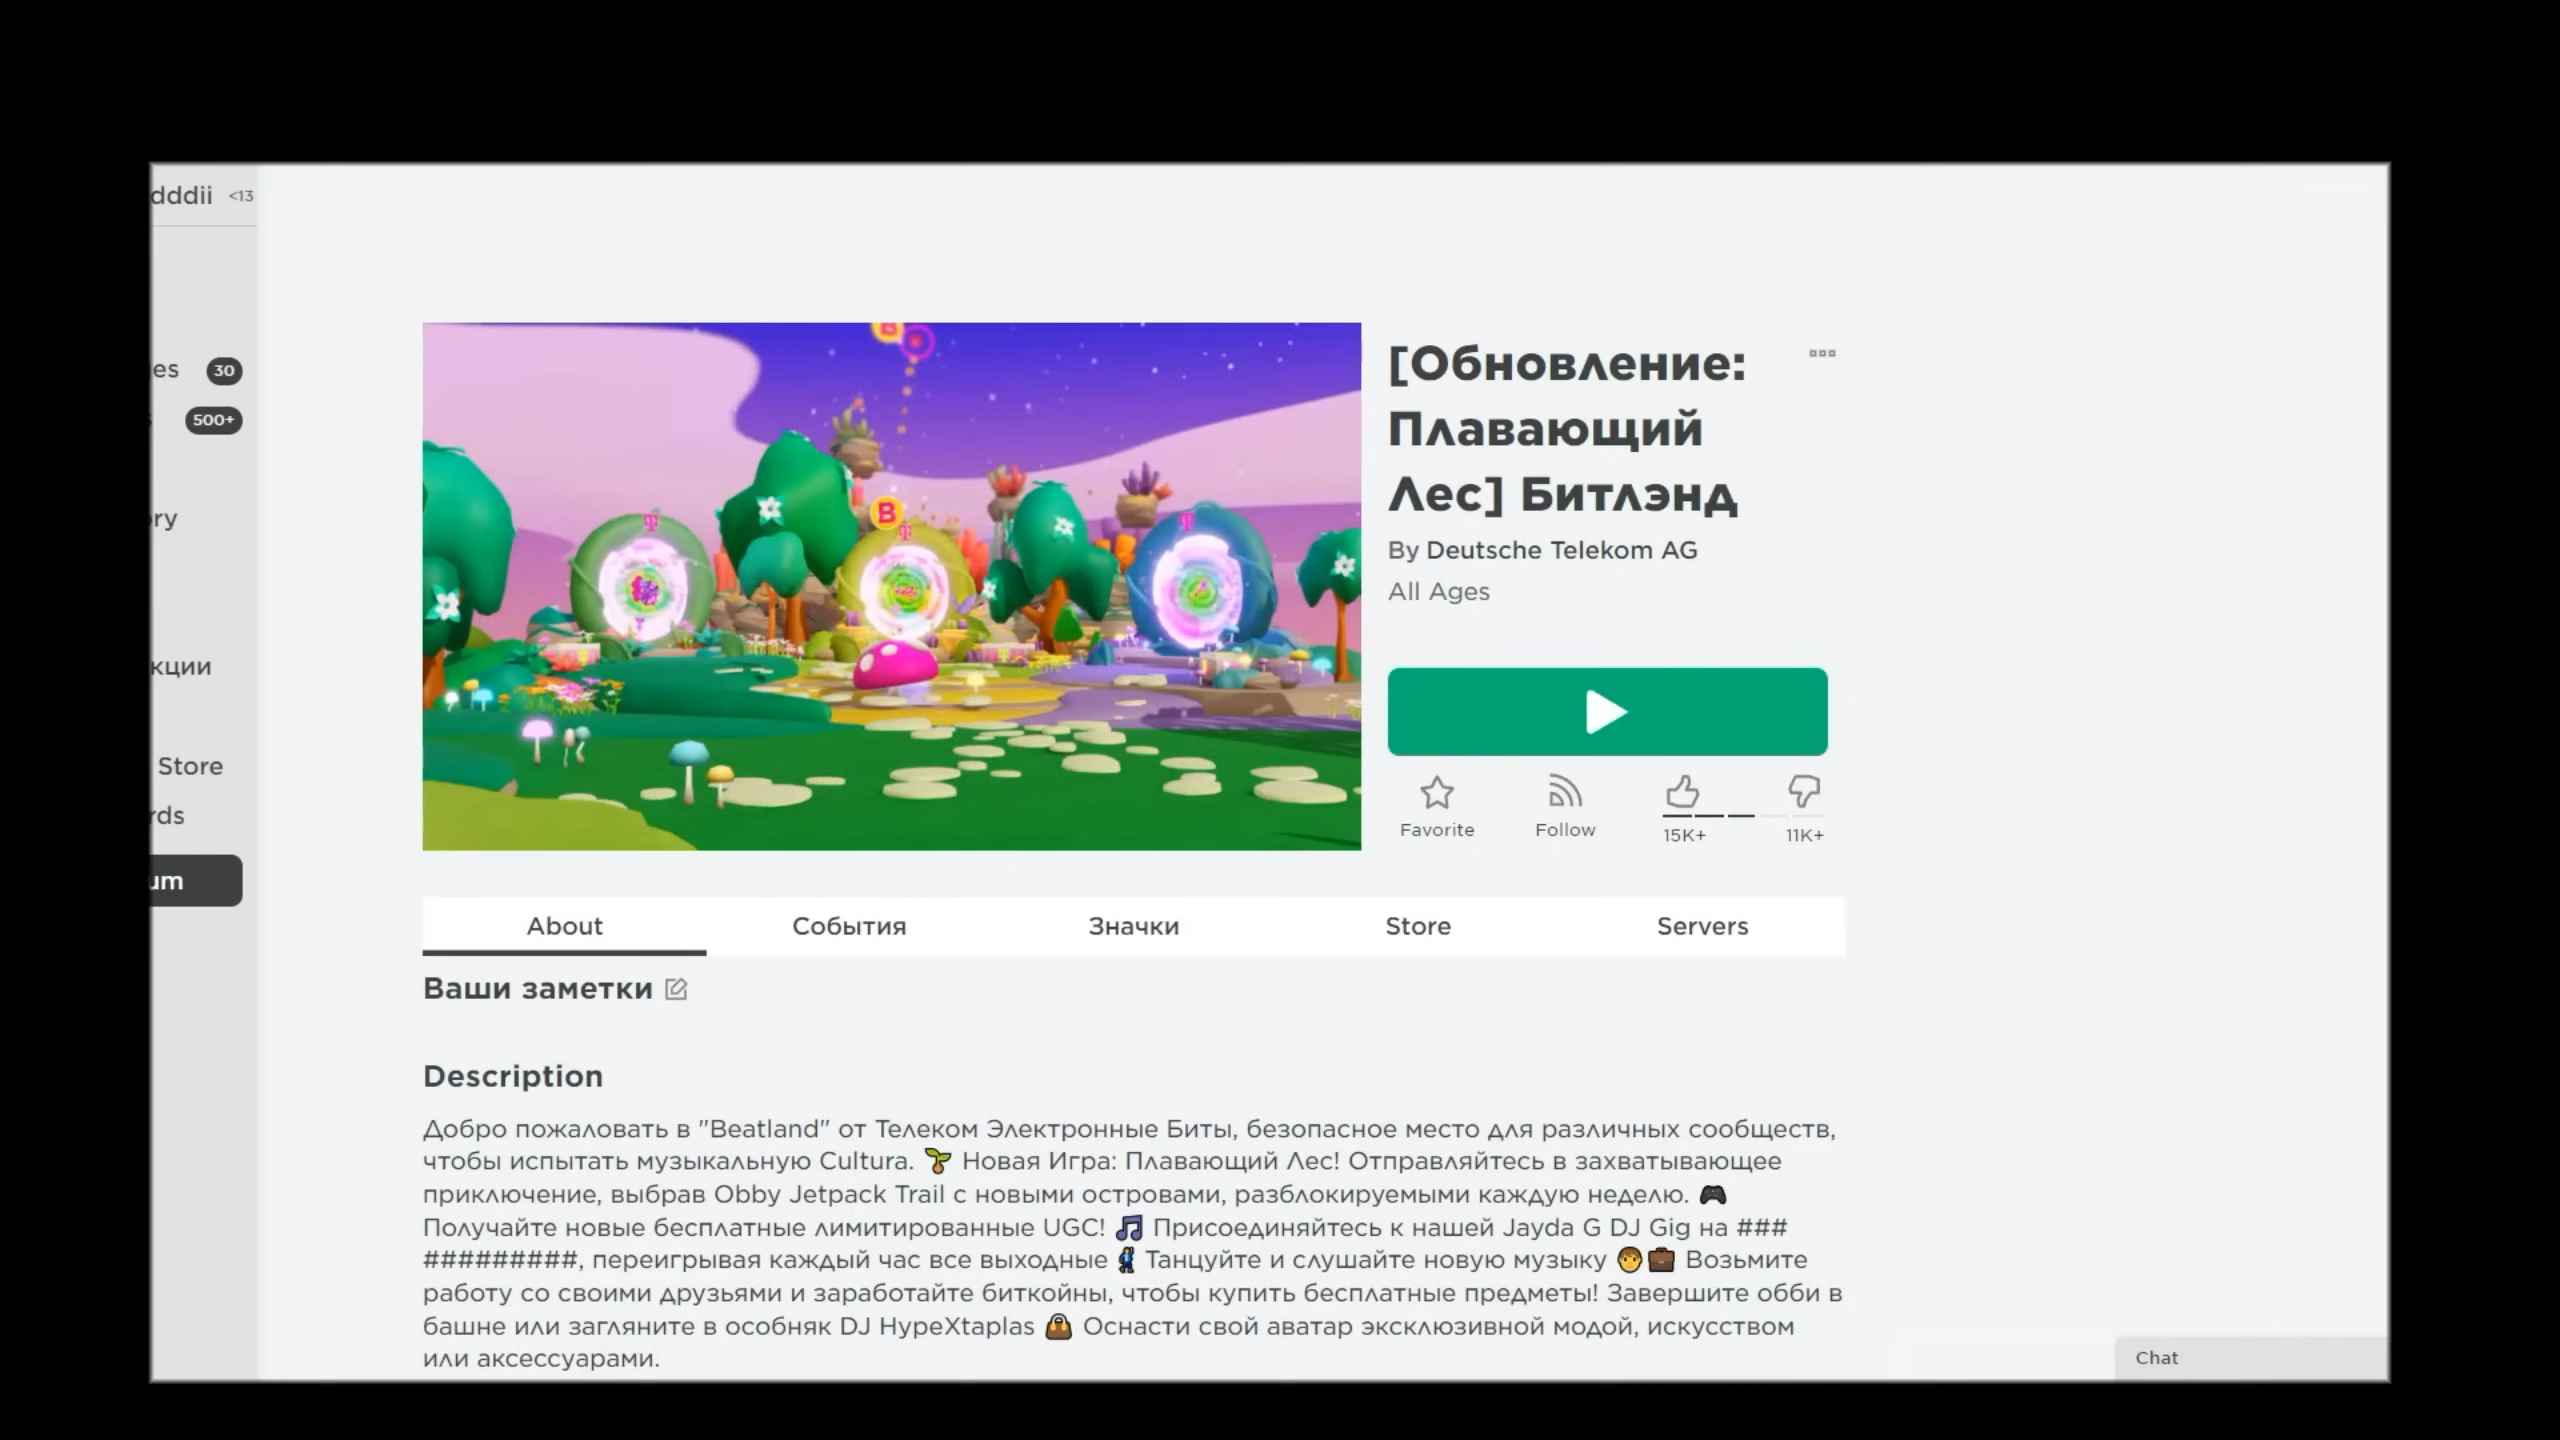 dddii <13
es 30
500+
ry
кции
Store
rds
um
[Обновление:
Плавающий
Лес] Битлэнд
By Deutsche Telekom AG
All Ages
Favorite
Follow
15K+
11K+
B
B
About
События
Значки
Store
Servers
Ваши заметки
Description
Добро пожаловать в "Beatland" от Телеком Электронные Биты, безопасное место для различных сообществ,
чтобы испытать музыкальную Cultura. 🌱 Новая Игра: Плавающий Лес! Отправляйтесь в захватывающее
приключение, выбрав Obby Jetpack Trail с новыми островами, разблокируемыми каждую неделю. 🎮
Получайте новые бесплатные лимитированные UGC! 🎵 Присоединяйтесь к нашей Jayda G DJ Gig на ###
#########, переигрывая каждый час все выходные Танцуйте и слушайте новую музыку 🧑💼 Возьмите
работу со своими друзьями и заработайте биткойны, чтобы купить бесплатные предметы! Завершите обби в
башне или загляните в особняк DJ HypeXtaplas 👜 Оснасти свой аватар эксклюзивной модой, искусством
или аксессуарами.
Chat